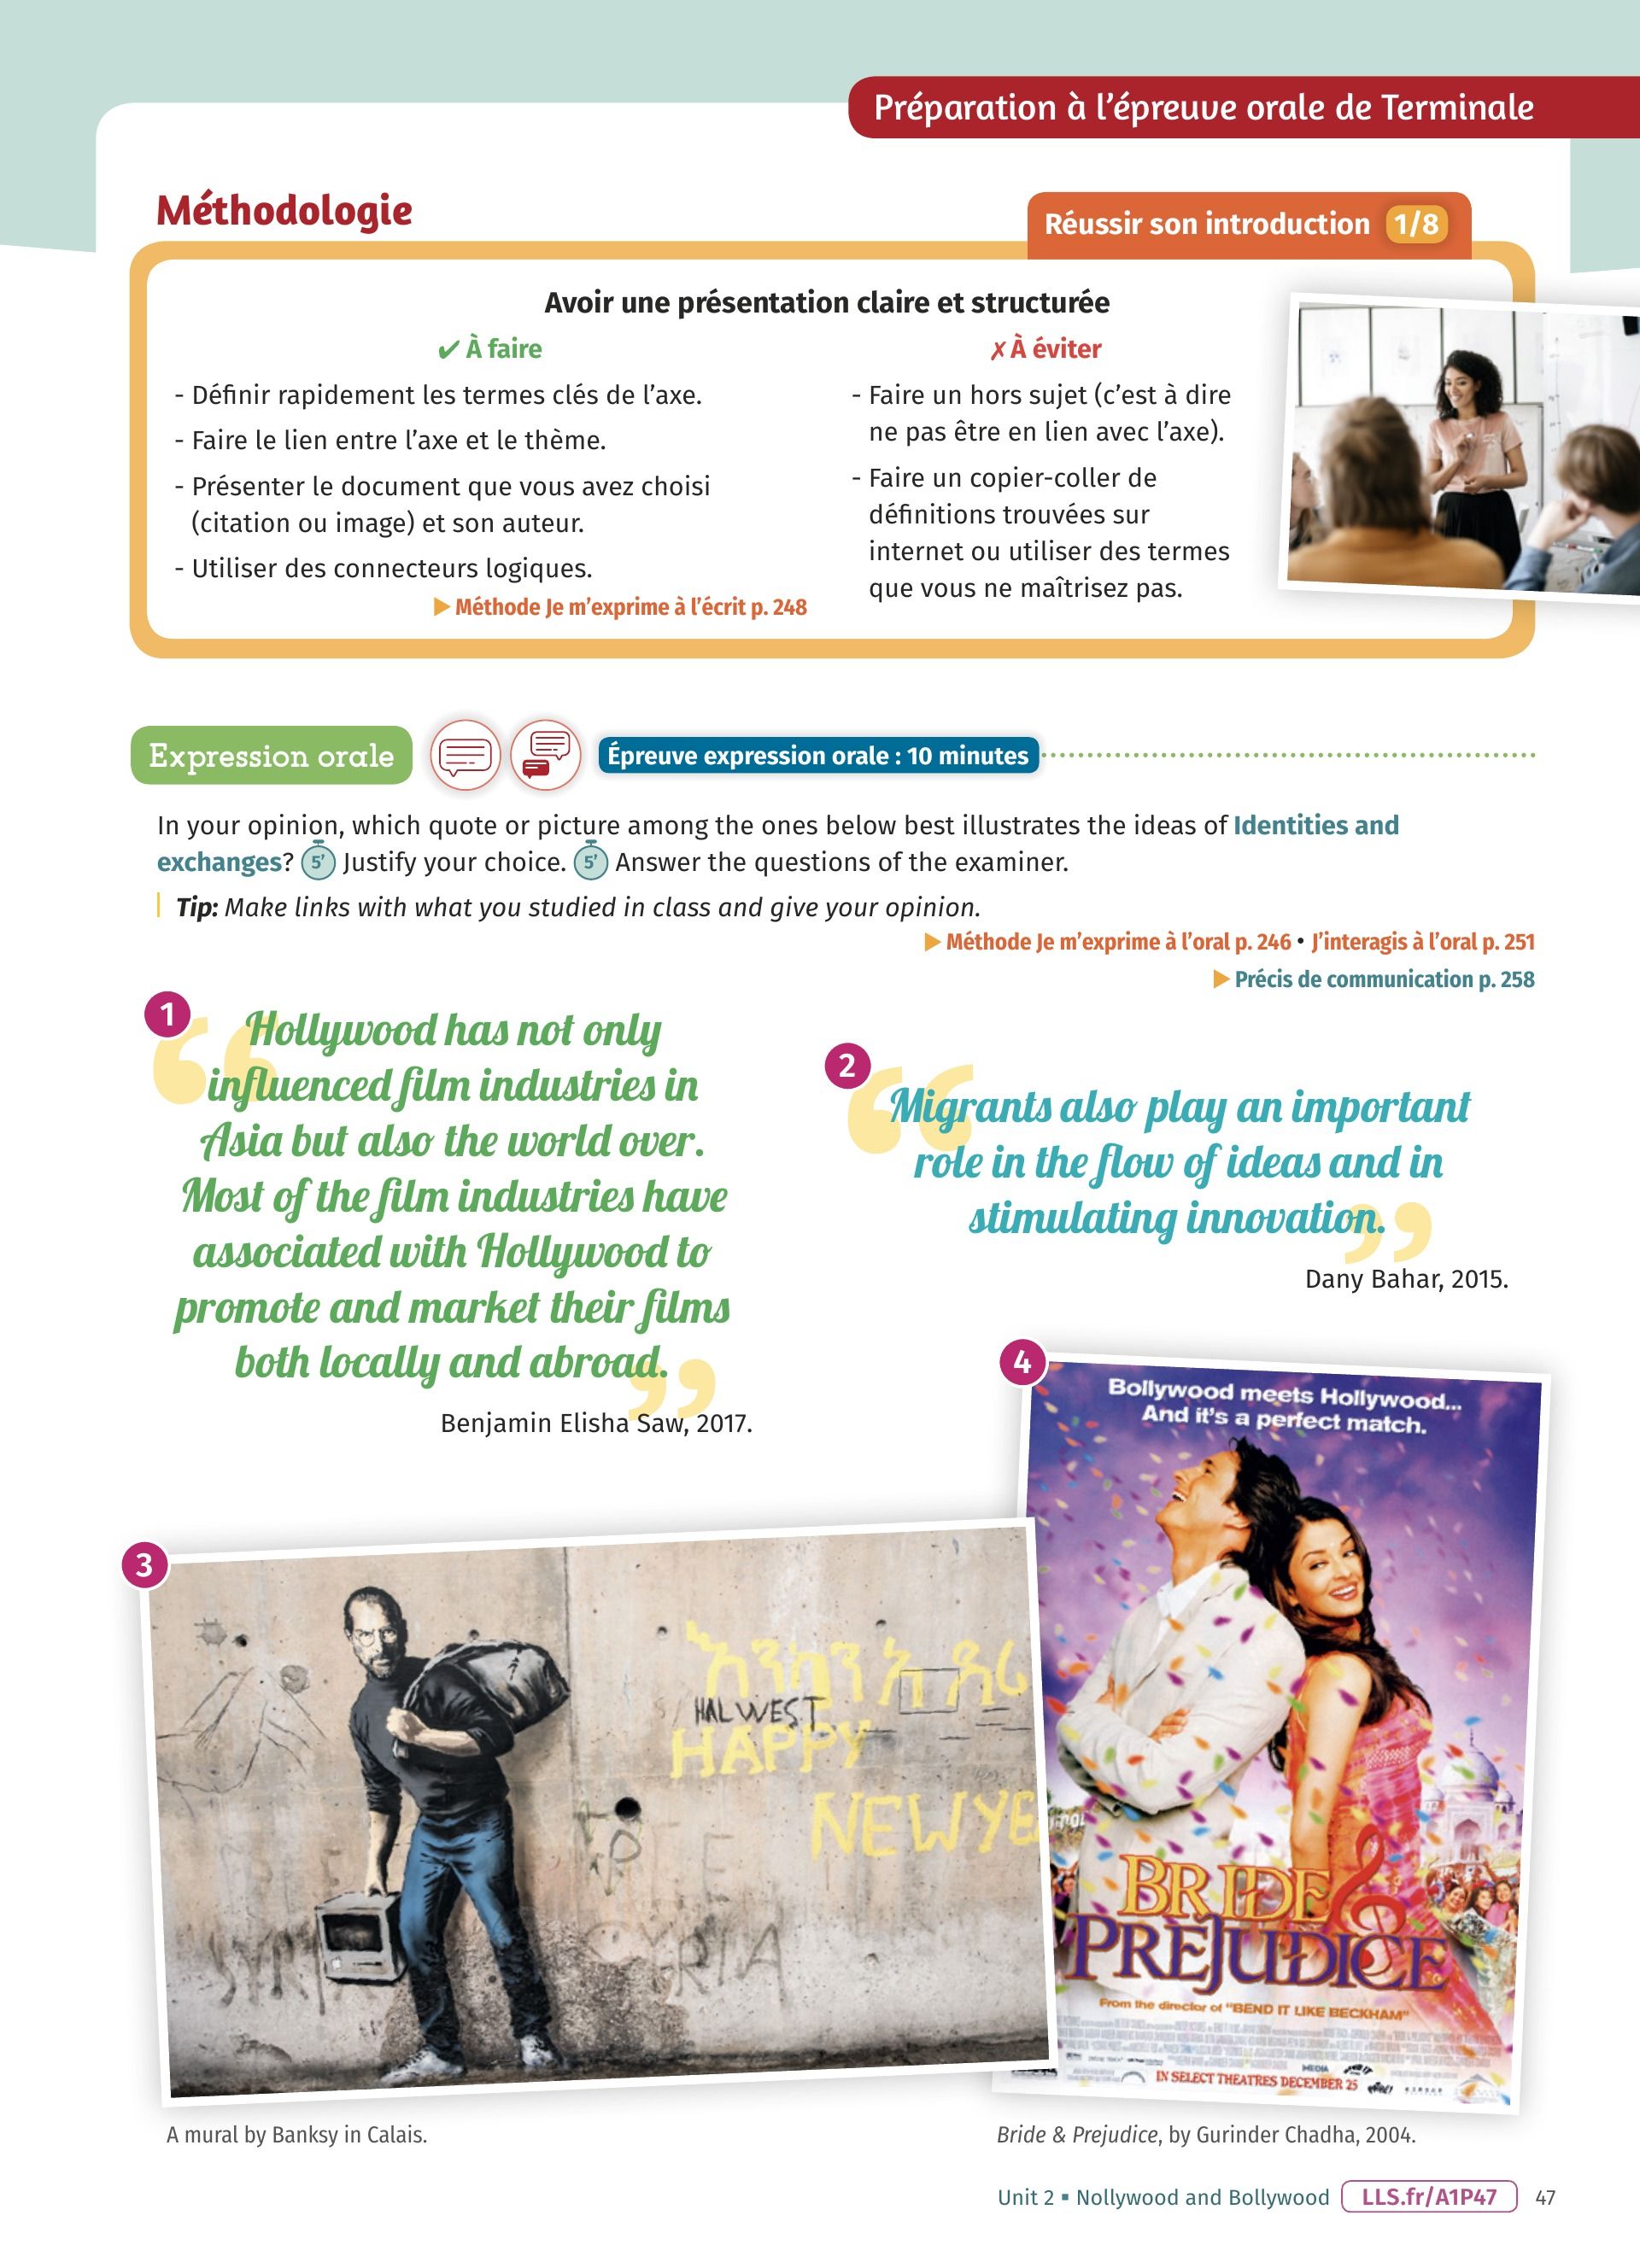 Préparation à l'épreuve orale de Terminale
Méthodologie
Réussir son introduction 1/8
Avoir une présentation claire et structurée
✔ À faire
- Définir rapidement les termes clés de l'axe.
- Faire le lien entre l'axe et le thème.
- Présenter le document que vous avez choisi
(citation ou image) et son auteur.
- Utiliser des connecteurs logiques.
▶ Méthode Je m'exprime à l'écrit p. 248
✗ À éviter
- Faire un hors sujet (c'est à dire
ne pas être en lien avec l'axe).
- Faire un copier-coller de
définitions trouvées sur
internet ou utiliser des termes
que vous ne maîtrisez pas.
Expression orale
Épreuve expression orale : 10 minutes
In your opinion, which quote or picture among the ones below best illustrates the ideas of Identities and
exchanges? 5' Justify your choice. 5' Answer the questions of the examiner.
Tip: Make links with what you studied in class and give your opinion.
▶ Méthode Je m'exprime à l'oral p. 246 • J'interagis à l'oral p. 251
▶ Précis de communication p. 258
1
“Hollywood has not only
influenced film industries in
Asia but also the world over.
Most of the film industries have
associated with Hollywood to
promote and market their films
both locally and abroad.”
Benjamin Elisha Saw, 2017.
2
“Migrants also play an important
role in the flow of ideas and in
stimulating innovation.”
Dany Bahar, 2015.
3
HALWEST
HAPPY
NEW YE
SYRIA
A mural by Banksy in Calais.
4
Bollywood meets Hollywood...
And it's a perfect match.
BRIDE &
PREJUDICE
From the director of "BEND IT LIKE BECKHAM"
IN SELECT THEATRES DECEMBER 25
Bride & Prejudice, by Gurinder Chadha, 2004.
Unit 2 ▪ Nollywood and Bollywood LLS.fr/A1P47 47